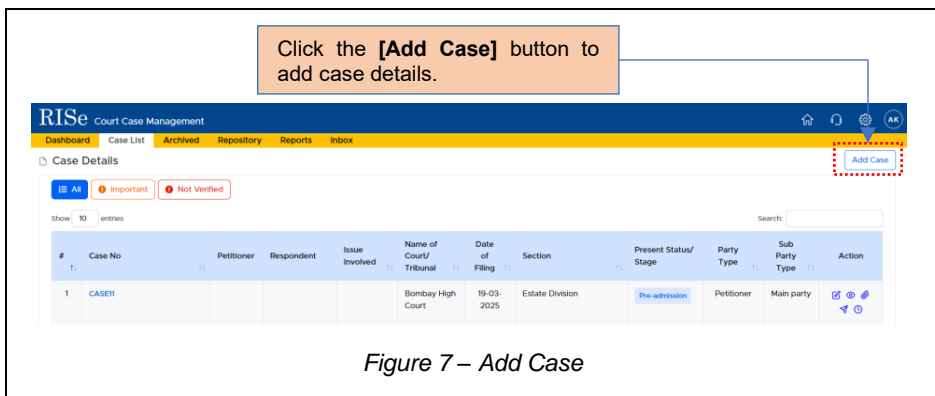 Click the [Add Case] button to
add case details.
RISe Court Case Management
AK
Dashboard Case List Archived Repository Reports Inbox
Case Details
Add Case
All Important Not Verified
Show 10 entries
Search:
# Case No Petitioner Respondent Issue Involved Name of Court/ Tribunal Date of Filing Section Present Status/ Stage Party Type Sub Party Type Action
1 CASE11 Bombay High Court 19-03-2025 Estate Division Pre-admission Petitioner Main party
Figure 7 – Add Case